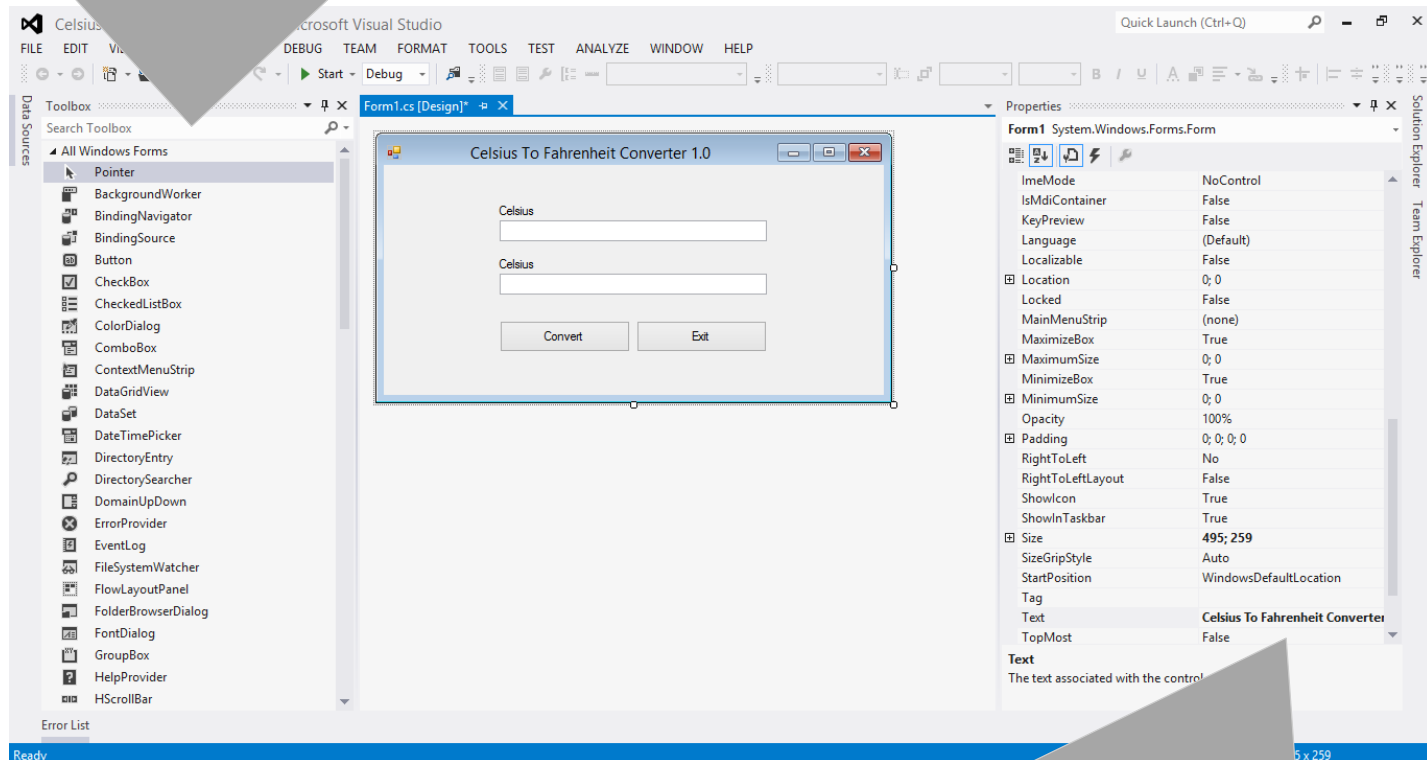 Microsoft Visual Studio
Quick Launch (Ctrl+Q)
FILE EDIT DEBUG TEAM FORMAT TOOLS TEST ANALYZE WINDOW HELP
Start Debug
B I U A
Data Sources
Toolbox
Search Toolbox
All Windows Forms
Pointer
BackgroundWorker
BindingNavigator
BindingSource
Button
CheckBox
CheckedListBox
ColorDialog
ComboBox
ContextMenuStrip
DataGridView
DataSet
DateTimePicker
DirectoryEntry
DirectorySearcher
DomainUpDown
ErrorProvider
EventLog
FileSystemWatcher
FlowLayoutPanel
FolderBrowserDialog
FontDialog
GroupBox
HelpProvider
HScrollBar
Form1.cs [Design]*
Celsius To Fahrenheit Converter 1.0
Celsius
Celsius
Convert Exit
Properties
Form1 System.Windows.Forms.Form
ImeMode NoControl
IsMdiContainer False
KeyPreview False
Language (Default)
Localizable False
Location 0; 0
Locked False
MainMenuStrip (none)
MaximizeBox True
MaximumSize 0; 0
MinimizeBox True
MinimumSize 0; 0
Opacity 100%
Padding 0; 0; 0; 0
RightToLeft No
RightToLeftLayout False
ShowIcon True
ShowInTaskbar True
Size 495; 259
SizeGripStyle Auto
StartPosition WindowsDefaultLocation
Tag
Text Celsius To Fahrenheit Converter
TopMost False
Text
The text associated with the control
Solution Explorer
Team Explorer
Error List
Ready x 259